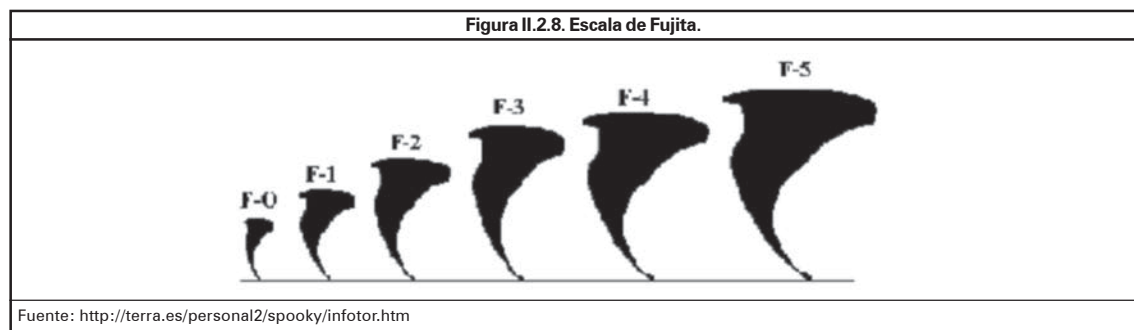 Figura II.2.8. Escala de Fujita.
F-5
F-4
F-3
F-2
F-1
F-0
Fuente: http://terra.es/personal2/spooky/infotor.htm